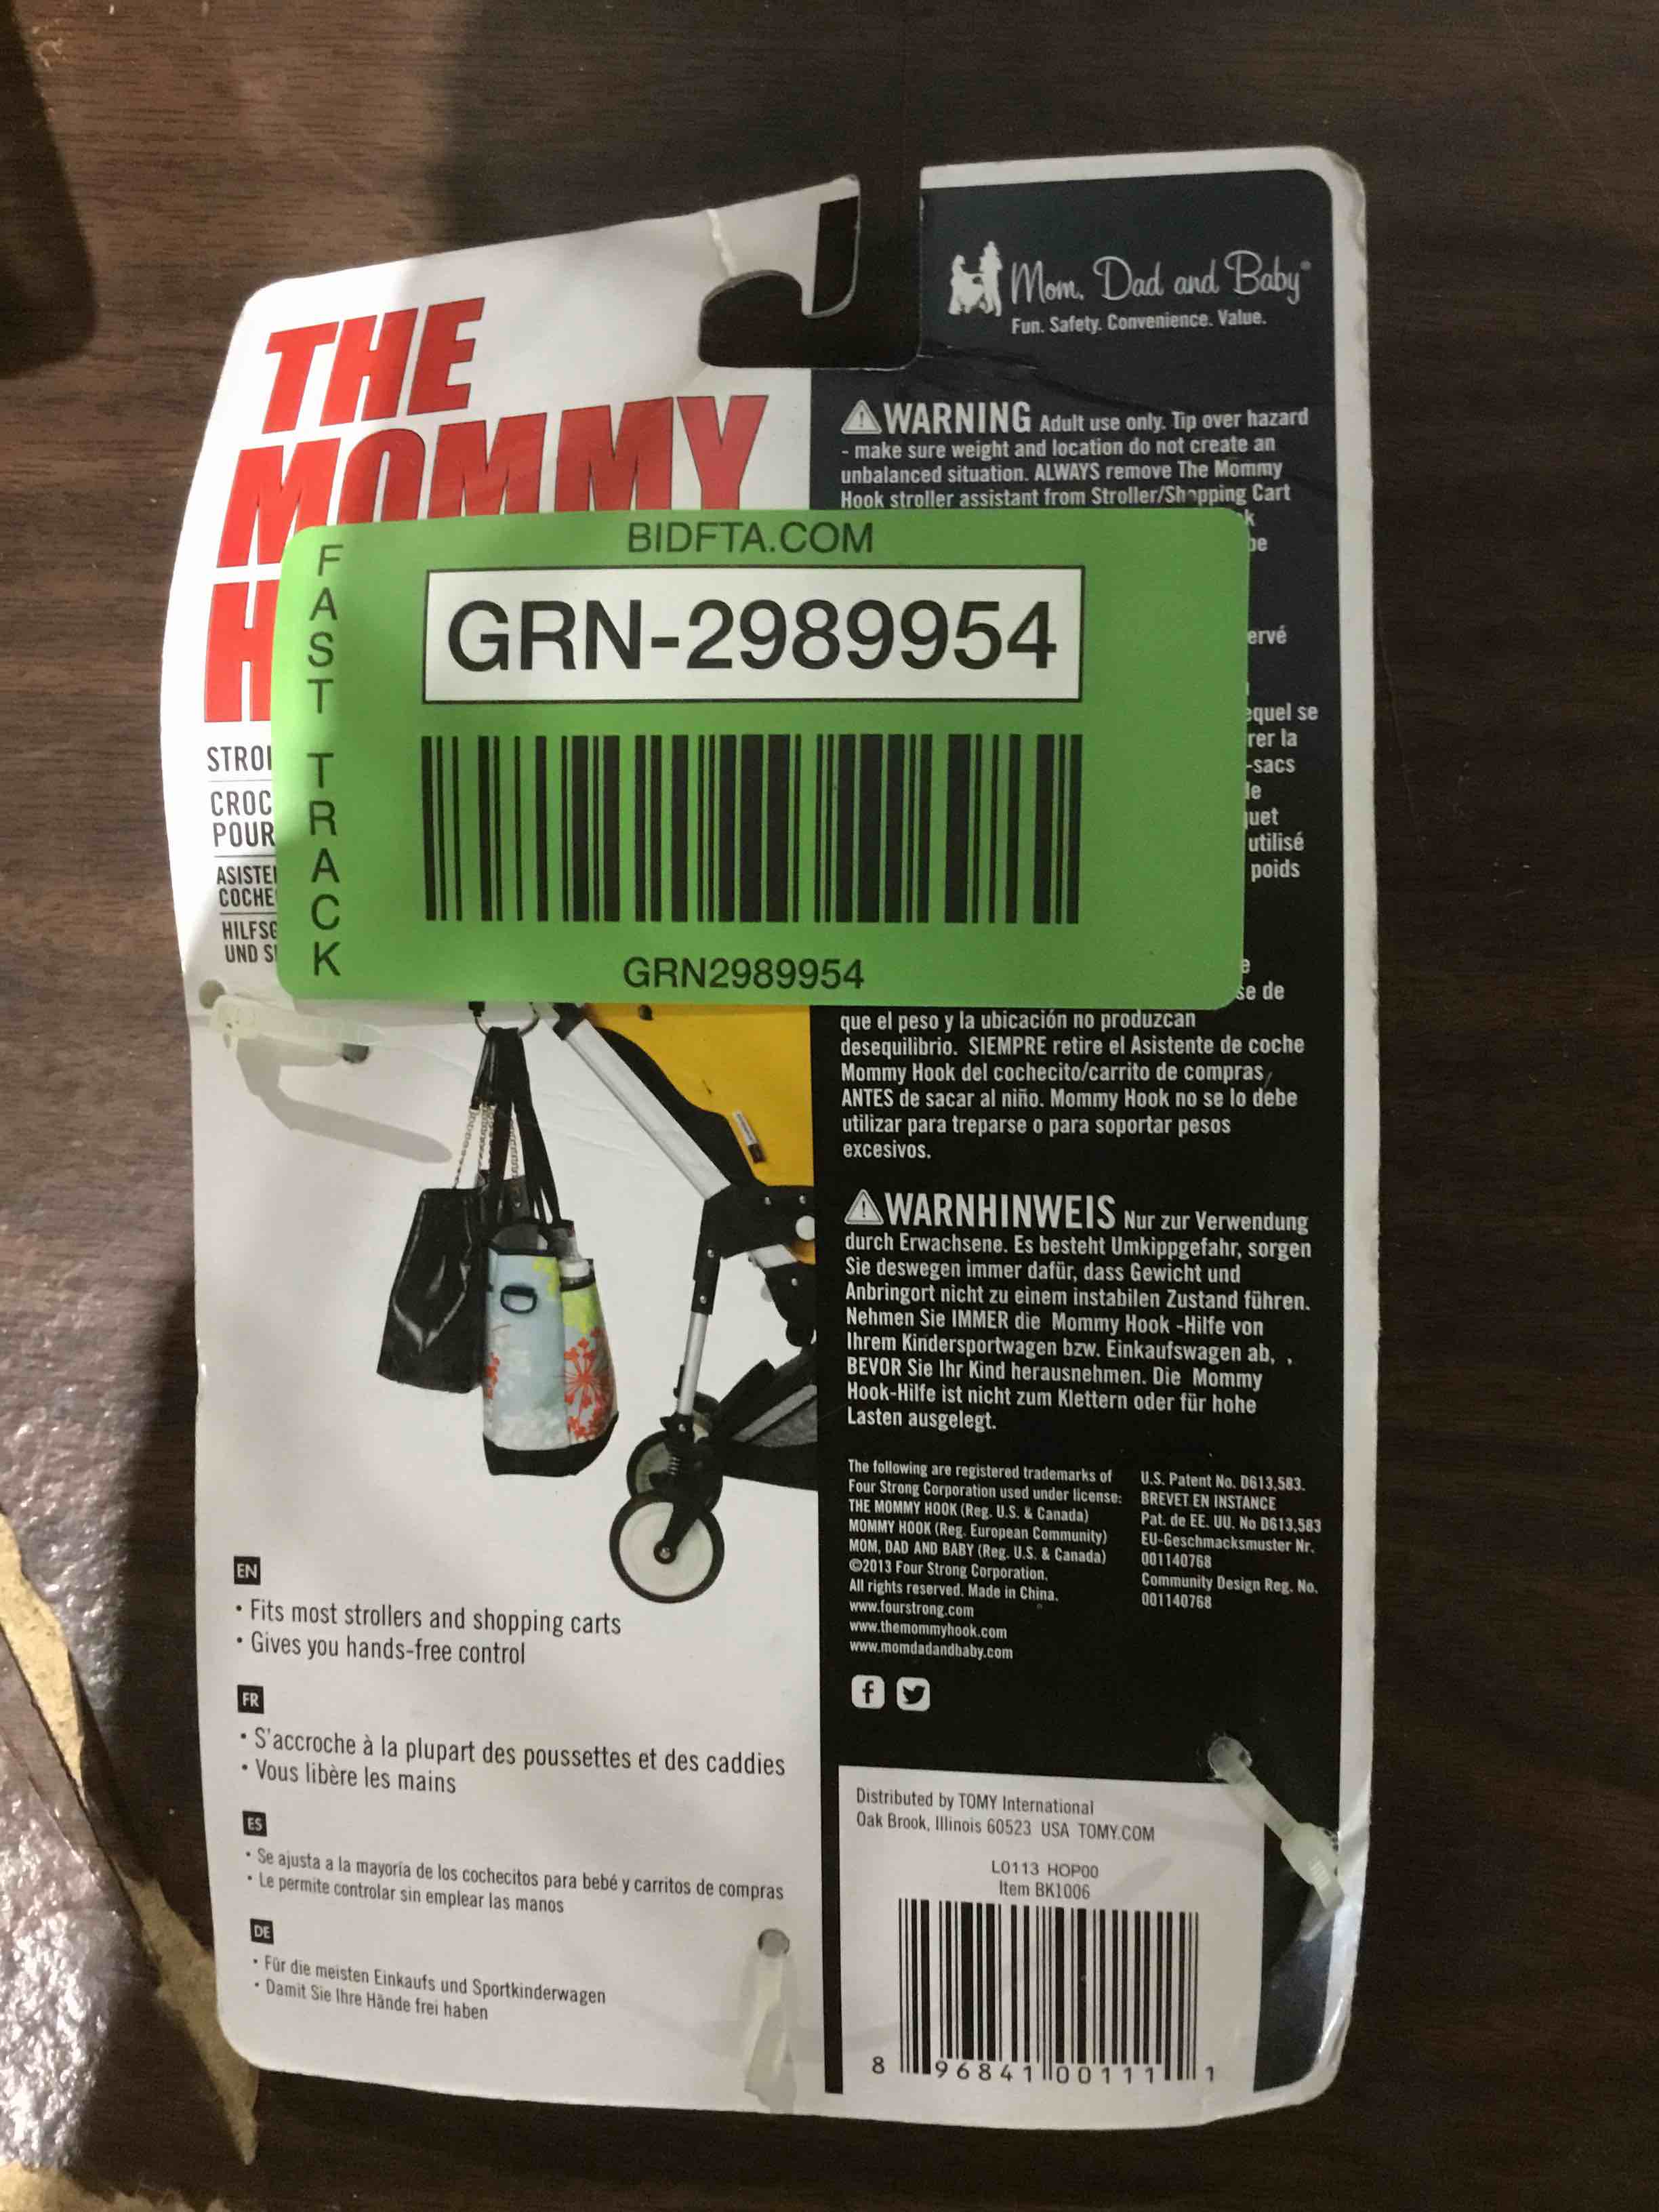 THE
MOMMY
H
STROI
CROC
POUR
ASISTE
COCHE
HILFSG
UND S
Mom, Dad and Baby®
Fun. Safety. Convenience. Value.
⚠WARNING Adult use only. Tip over hazard
- make sure weight and location do not create an
unbalanced situation. ALWAYS remove The Mommy
Hook stroller assistant from Stroller/Shopping Cart
k
be
ervé
equel se
rer la
-sacs
le
quet
utilisé
poids
e
se de
BIDFTA.COM
FAST TRACK
GRN-2989954
GRN2989954
que el peso y la ubicación no produzcan
desequilibrio. SIEMPRE retire el Asistente de coche
Mommy Hook del cochecito/carrito de compras,
ANTES de sacar al niño. Mommy Hook no se lo debe
utilizar para treparse o para soportar pesos
excesivos.
⚠WARNHINWEIS Nur zur Verwendung
durch Erwachsene. Es besteht Umkippgefahr, sorgen
Sie deswegen immer dafür, dass Gewicht und
Anbringort nicht zu einem instabilen Zustand führen.
Nehmen Sie IMMER die Mommy Hook -Hilfe von
Ihrem Kindersportwagen bzw. Einkaufswagen ab, ,
BEVOR Sie Ihr Kind herausnehmen. Die Mommy
Hook-Hilfe ist nicht zum Klettern oder für hohe
Lasten ausgelegt.
The following are registered trademarks of
Four Strong Corporation used under license:
THE MOMMY HOOK (Reg. U.S. & Canada)
MOMMY HOOK (Reg. European Community)
MOM, DAD AND BABY (Reg. U.S. & Canada)
©2013 Four Strong Corporation.
All rights reserved. Made in China.
www.fourstrong.com
www.themommyhook.com
www.momdadandbaby.com
U.S. Patent No. D613,583.
BREVET EN INSTANCE
Pat. de EE. UU. No D613,583
EU-Geschmacksmuster Nr.
001140768
Community Design Reg. No.
001140768
EN
• Fits most strollers and shopping carts
• Gives you hands-free control
FR
• S'accroche à la plupart des poussettes et des caddies
• Vous libère les mains
ES
• Se ajusta a la mayoría de los cochecitos para bebé y carritos de compras
• Le permite controlar sin emplear las manos
DE
• Für die meisten Einkaufs und Sportkinderwagen
• Damit Sie Ihre Hände frei haben
Distributed by TOMY International
Oak Brook, Illinois 60523 USA TOMY.COM
L0113 HOP00
Item BK1006
8 96841 00111 1